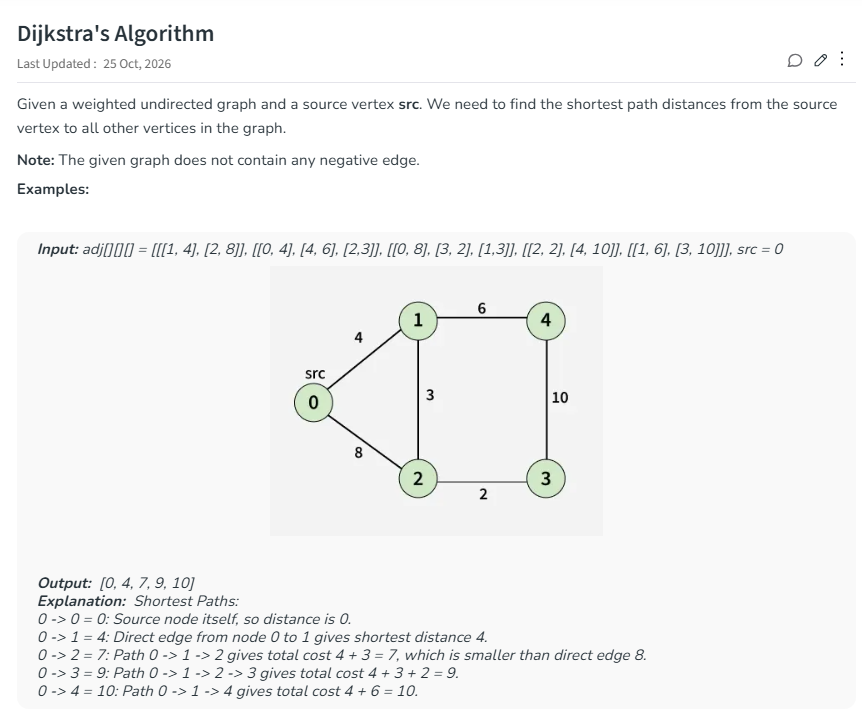 Dijkstra's Algorithm
Last Updated : 25 Oct, 2026
Given a weighted undirected graph and a source vertex src. We need to find the shortest path distances from the source
vertex to all other vertices in the graph.
Note: The given graph does not contain any negative edge.
Examples:
Input: adj[][][] = [[[1, 4], [2, 8]], [[0, 4], [4, 6], [2,3]], [[0, 8], [3, 2], [1,3]], [[2, 2], [4, 10]], [[1, 6], [3, 10]]], src = 0
6
1
4
4
src
0
3
10
8
2
3
2
Output: [0, 4, 7, 9, 10]
Explanation: Shortest Paths:
0 -> 0 = 0: Source node itself, so distance is 0.
0 -> 1 = 4: Direct edge from node 0 to 1 gives shortest distance 4.
0 -> 2 = 7: Path 0 -> 1 -> 2 gives total cost 4 + 3 = 7, which is smaller than direct edge 8.
0 -> 3 = 9: Path 0 -> 1 -> 2 -> 3 gives total cost 4 + 3 + 2 = 9.
0 -> 4 = 10: Path 0 -> 1 -> 4 gives total cost 4 + 6 = 10.